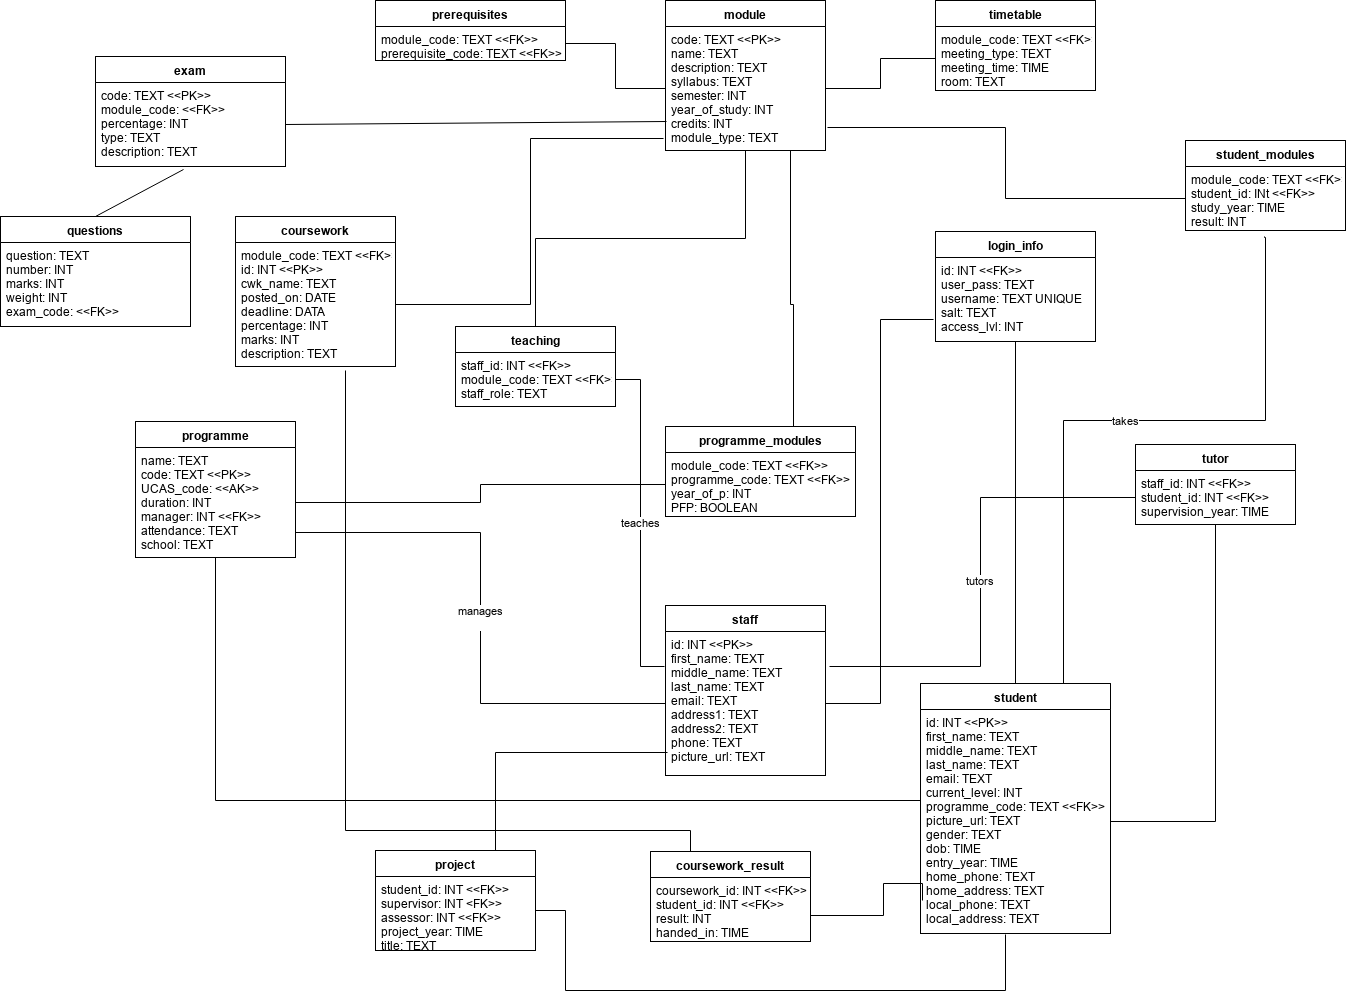 prerequisites
module_code: TEXT <<FK>>
prerequisite_code: TEXT <<FK>>
module
code: TEXT <<PK>>
name: TEXT
description: TEXT
syllabus: TEXT
semester: INT
year_of_study: INT
credits: INT
module_type: TEXT
timetable
module_code: TEXT <<FK>
meeting_type: TEXT
meeting_time: TIME
room: TEXT
exam
code: TEXT <<PK>>
module_code: <<FK>>
percentage: INT
type: TEXT
description: TEXT
student_modules
module_code: TEXT <<FK>
student_id: INt <<FK>>
study_year: TIME
result: INT
questions
question: TEXT
number: INT
marks: INT
weight: INT
exam_code: <<FK>>
coursework
module_code: TEXT <<FK>
id: INT <<PK>>
cwk_name: TEXT
posted_on: DATE
deadline: DATA
percentage: INT
marks: INT
description: TEXT
login_info
id: INT <<FK>>
user_pass: TEXT
username: TEXT UNIQUE
salt: TEXT
access_lvl: INT
teaching
staff_id: INT <<FK>>
module_code: TEXT <<FK>
staff_role: TEXT
takes
programme
name: TEXT
code: TEXT <<PK>>
UCAS_code: <<AK>>
duration: INT
manager: INT <<FK>>
attendance: TEXT
school: TEXT
programme_modules
module_code: TEXT <<FK>>
programme_code: TEXT <<FK>>
year_of_p: INT
PFP: BOOLEAN
tutor
staff_id: INT <<FK>>
student_id: INT <<FK>>
supervision_year: TIME
teaches
tutors
manages
staff
id: INT <<PK>>
first_name: TEXT
middle_name: TEXT
last_name: TEXT
email: TEXT
address1: TEXT
address2: TEXT
phone: TEXT
picture_url: TEXT
student
id: INT <<PK>>
first_name: TEXT
middle_name: TEXT
last_name: TEXT
email: TEXT
current_level: INT
programme_code: TEXT <<FK>>
picture_url: TEXT
gender: TEXT
dob: TIME
entry_year: TIME
home_phone: TEXT
home_address: TEXT
local_phone: TEXT
local_address: TEXT
project
student_id: INT <<FK>>
supervisor: INT <FK>>
assessor: INT <<FK>>
project_year: TIME
title: TEXT
coursework_result
coursework_id: INT <<FK>>
student_id: INT <<FK>>
result: INT
handed_in: TIME